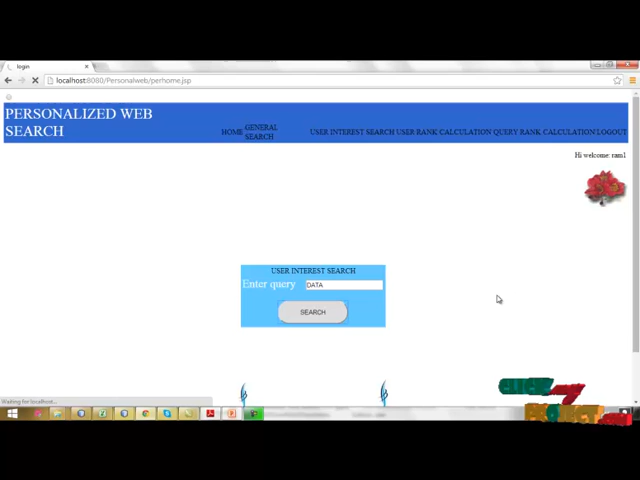 login
localhost:8080/Personalweb/perhome.jsp
PERSONALIZED WEB
SEARCH
HOME GENERAL SEARCH USER INTEREST SEARCH USER RANK CALCULATION QUERY RANK CALCULATION LOGOUT
Hi welcome: ram1
USER INTEREST SEARCH
Enter query DATA
SEARCH
Waiting for localhost...